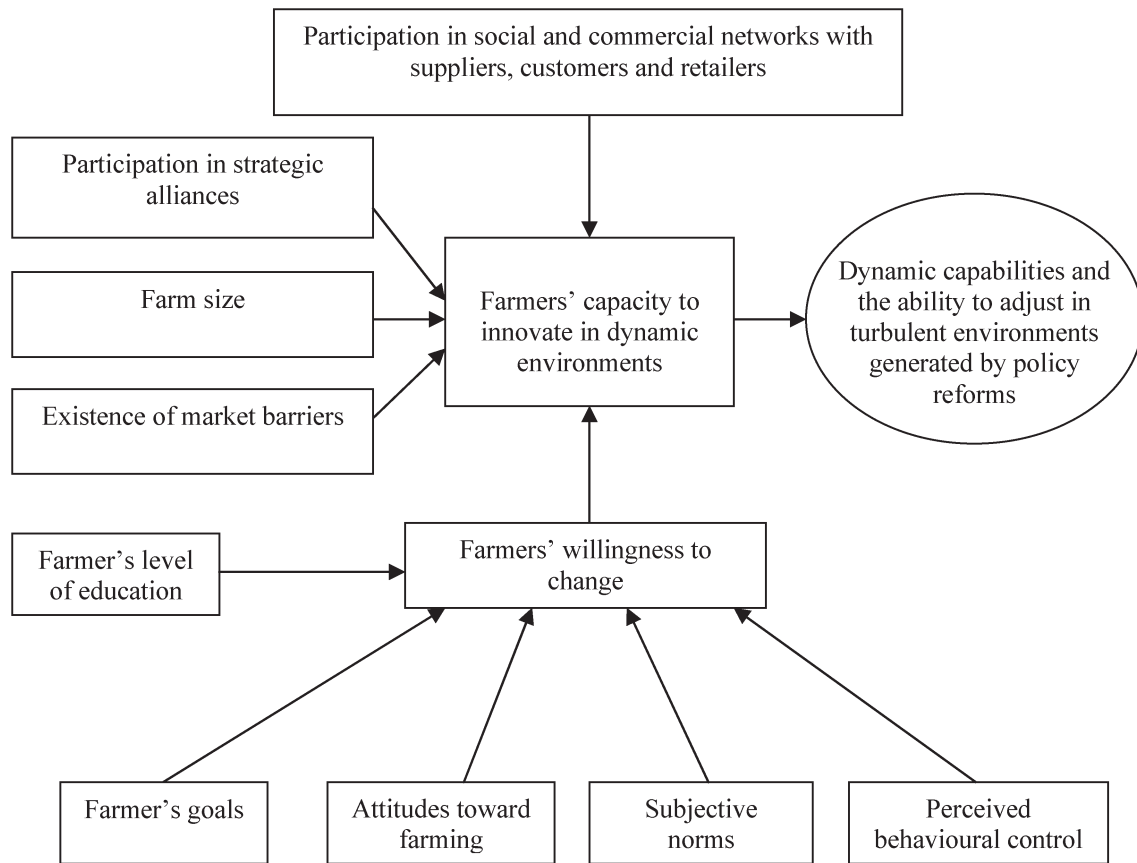 Participation in social and commercial networks with
suppliers, customers and retailers
Participation in strategic
alliances
Farm size
Existence of market barriers
Farmers’ capacity to
innovate in dynamic
environments
Dynamic capabilities and
the ability to adjust in
turbulent environments
generated by policy
reforms
Farmer’s level
of education
Farmers’ willingness to
change
Farmer’s goals
Attitudes toward
farming
Subjective
norms
Perceived
behavioural control